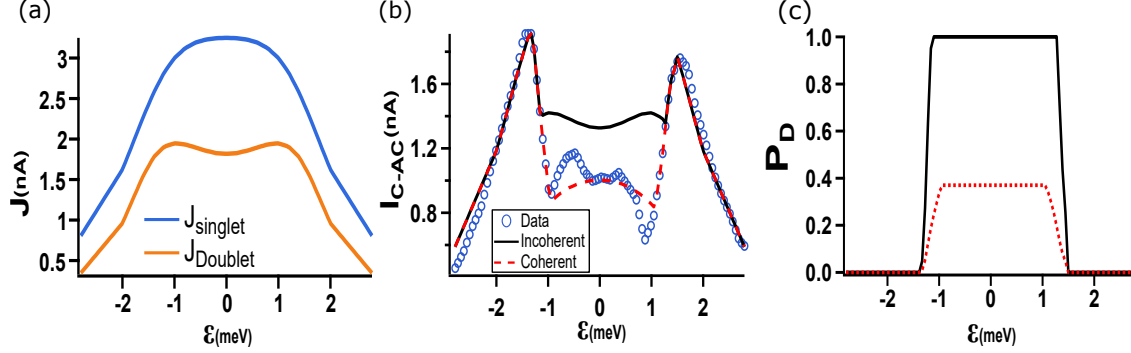 (a)
J(nA)
3
2.5
2
1.5
1
0.5
Jsinglet
JDoublet
-2 -1 0 1 2
ε(meV)
(b)
IC-AC(nA)
1.6
1.2
0.8
Data
Incoherent
Coherent
-2 -1 0 1 2
ε(meV)
(c)
PD
1.0
0.8
0.6
0.4
0.2
0.0
-2 -1 0 1 2
ε(meV)